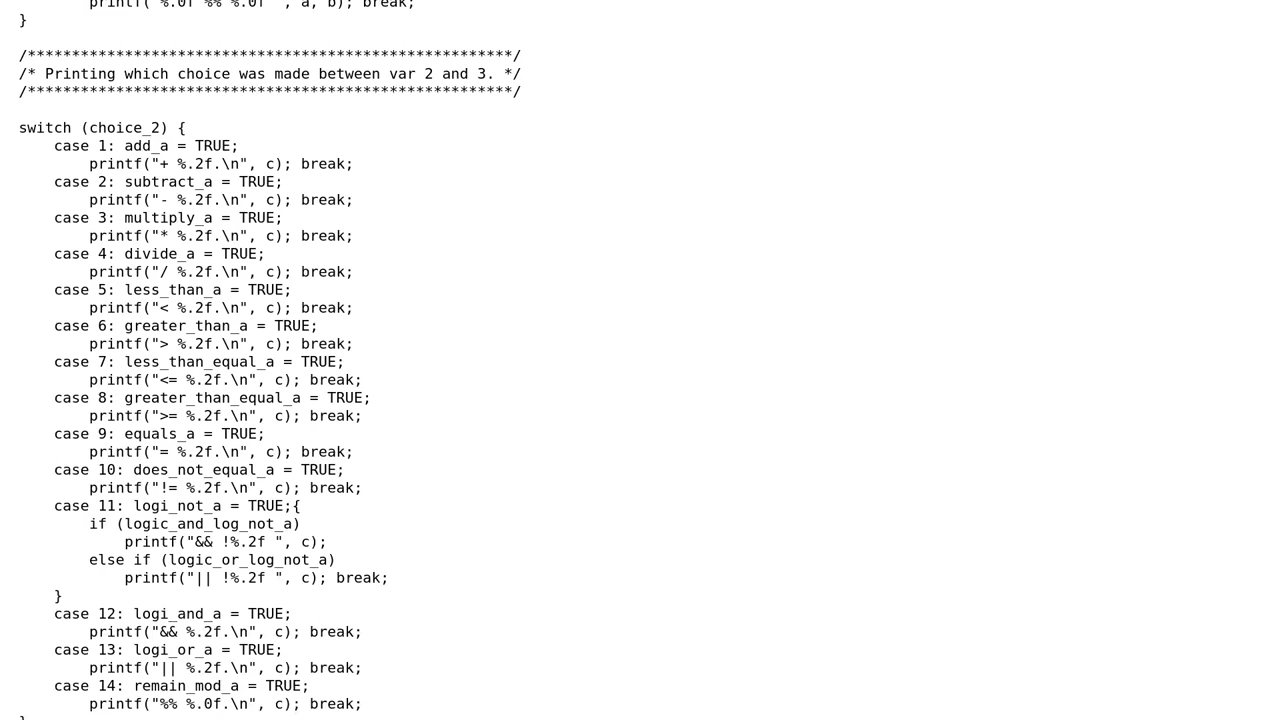 printf("%.0f %% %.0f ", a, b); break;
}
/*******************************************************/
/* Printing which choice was made between var 2 and 3. */
/*******************************************************/
switch (choice_2) {
case 1: add_a = TRUE;
printf("+ %.2f.\n", c); break;
case 2: subtract_a = TRUE;
printf("- %.2f.\n", c); break;
case 3: multiply_a = TRUE;
printf("* %.2f.\n", c); break;
case 4: divide_a = TRUE;
printf("/ %.2f.\n", c); break;
case 5: less_than_a = TRUE;
printf("< %.2f.\n", c); break;
case 6: greater_than_a = TRUE;
printf("> %.2f.\n", c); break;
case 7: less_than_equal_a = TRUE;
printf("<= %.2f.\n", c); break;
case 8: greater_than_equal_a = TRUE;
printf(">= %.2f.\n", c); break;
case 9: equals_a = TRUE;
printf("= %.2f.\n", c); break;
case 10: does_not_equal_a = TRUE;
printf("!= %.2f.\n", c); break;
case 11: logi_not_a = TRUE;{
if (logic_and_log_not_a)
printf("&& !%.2f ", c);
else if (logic_or_log_not_a)
printf("|| !%.2f ", c); break;
}
case 12: logi_and_a = TRUE;
printf("&& %.2f.\n", c); break;
case 13: logi_or_a = TRUE;
printf("|| %.2f.\n", c); break;
case 14: remain_mod_a = TRUE;
printf("%% %.0f.\n", c); break;
}